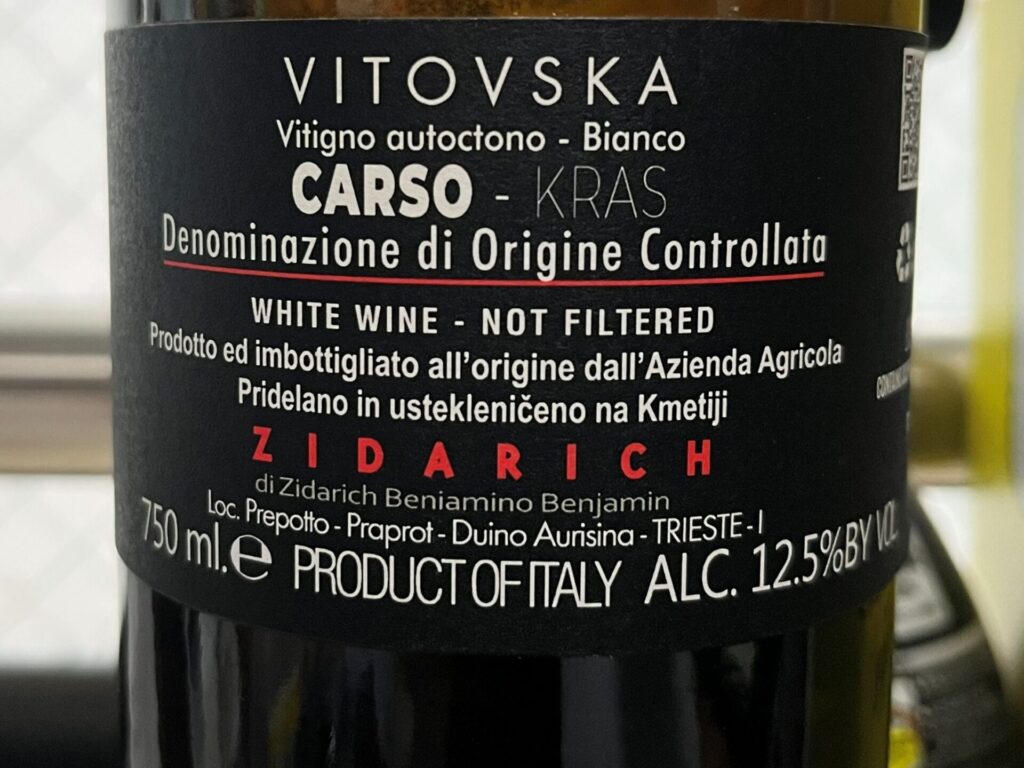 VITOVSKA
Vitigno autoctono - Bianco
CARSO - KRAS
Denominazione di Origine Controllata
WHITE WINE - NOT FILTERED
Prodotto ed imbottigliato all'origine dall'Azienda Agricola
Pridelano in ustekleničeno na Kmetiji
ZIDARICH
di Zidarich Beniamino Benjamin
Loc. Prepotto - Praprot - Duino Aurisina - TRIESTE - I
750 ml. e PRODUCT OF ITALY ALC. 12.5% BY VOL